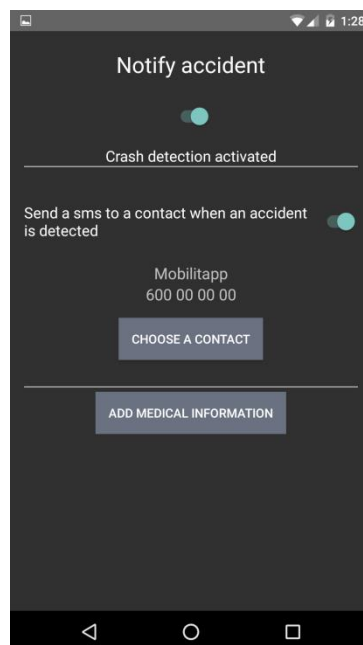 1:28
Notify accident
Crash detection activated
Send a sms to a contact when an accident
is detected
Mobilitapp
600 00 00 00
CHOOSE A CONTACT
ADD MEDICAL INFORMATION